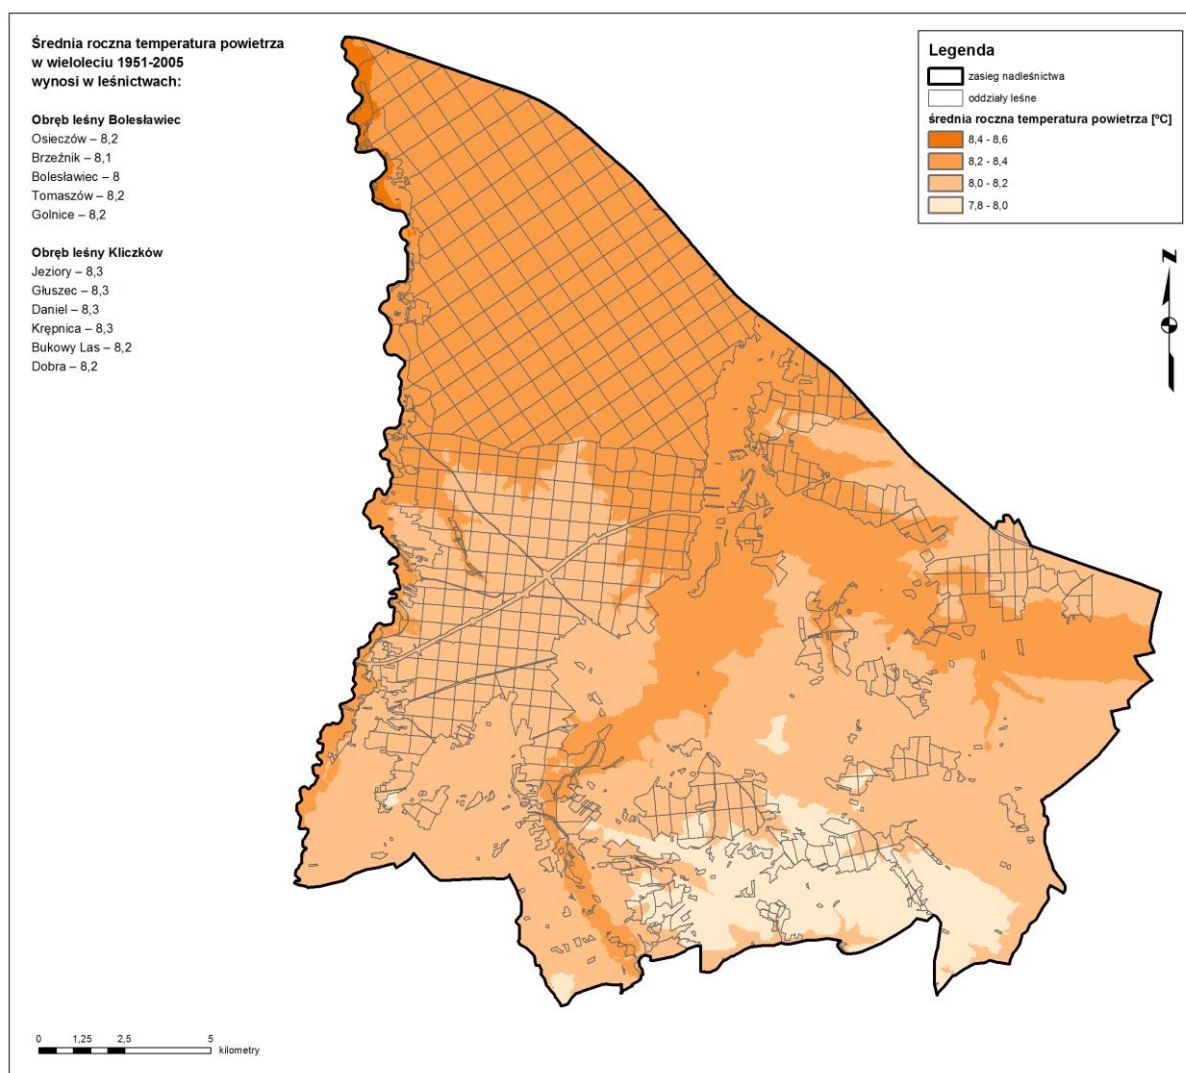 Średnia roczna temperatura powietrza
w wieloleciu 1951-2005
wynosi w leśnictwach:
Obręb leśny Bolesławiec
Osieczów – 8,2
Brzeźnik – 8,1
Bolesławiec – 8
Tomaszów – 8,2
Golnice – 8,2
Obręb leśny Kliczków
Jeziory – 8,3
Głuszec – 8,3
Daniel – 8,3
Krępnica – 8,3
Bukowy Las – 8,2
Dobra – 8,2
Legenda
zasięg nadleśnictwa
oddziały leśne
średnia roczna temperatura powietrza [ºC]
8,4 - 8,6
8,2 - 8,4
8,0 - 8,2
7,8 - 8,0
N
0 1,25 2,5 5
kilometry